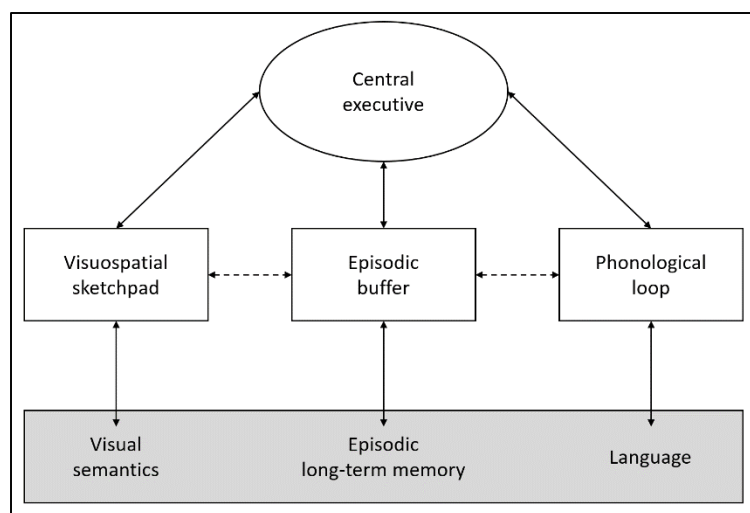 Central
executive
Visuospatial
sketchpad
Episodic
buffer
Phonological
loop
Visual
semantics
Episodic
long-term memory
Language